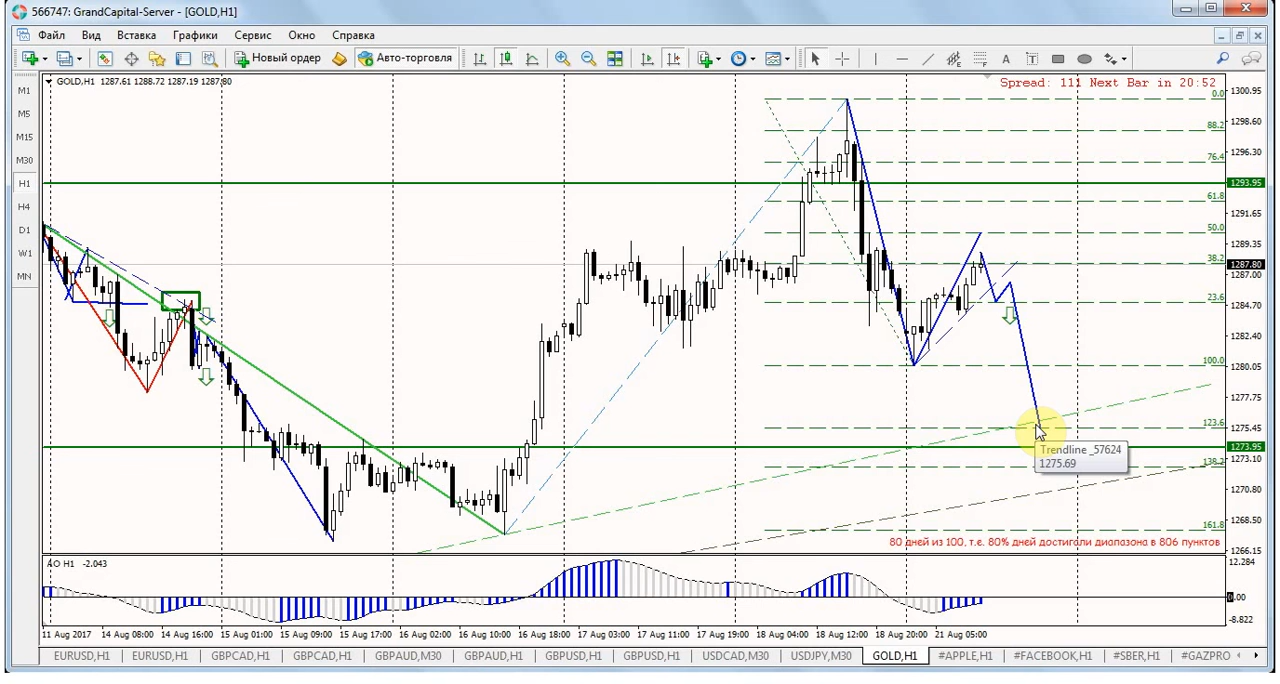 566747: GrandCapital-Server - [GOLD,H1]
Файл Вид Вставка Графики Сервис Окно Справка
Новый ордер Авто-торговля
M1
M5
M15
M30
H1
H4
D1
W1
MN
GOLD,H1 1287.61 1288.72 1287.19 1287.80
Spread: 111 Next Bar in 20:52
0.0
88.2
76.4
61.8
50.0
38.2
23.6
100.0
123.6
138.2
161.8
1300.95
1298.60
1296.30
1293.95
1291.65
1289.35
1287.80
1287.00
1284.70
1282.40
1280.05
1277.75
1275.45
1273.95
1273.10
1270.80
1268.50
1266.15
Trendline _57624
1275.69
80 дней из 100, т.е. 80% дней достигали диапазона в 806 пунктов
AO H1 -2.043
12.284
0.00
-8.822
11 Aug 2017 14 Aug 08:00 14 Aug 16:00 15 Aug 01:00 15 Aug 09:00 15 Aug 17:00 16 Aug 02:00 16 Aug 10:00 16 Aug 18:00 17 Aug 03:00 17 Aug 11:00 17 Aug 19:00 18 Aug 04:00 18 Aug 12:00 18 Aug 20:00 21 Aug 05:00
EURUSD,H1 EURUSD,H1 GBPCAD,H1 GBPCAD,H1 GBPAUD,M30 GBPAUD,H1 GBPUSD,H1 GBPUSD,H1 USDCAD,M30 USDJPY,M30 GOLD,H1 #APPLE,H1 #FACEBOOK,H1 #SBER,H1 #GAZPRO